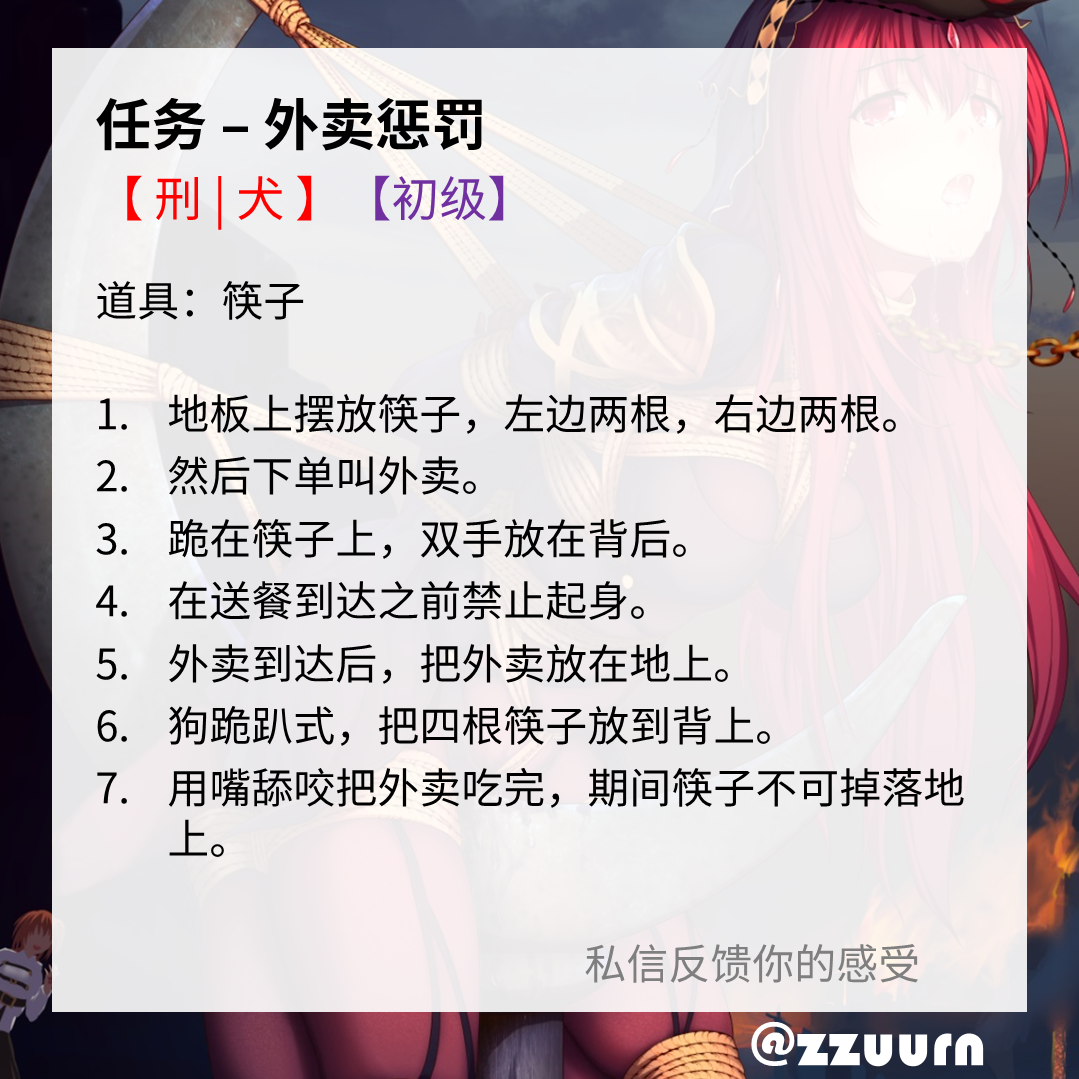 任务 – 外卖惩罚
【 刑 | 犬 】 【初级】
道具：筷子
1. 地板上摆放筷子，左边两根，右边两根。
2. 然后下单叫外卖。
3. 跪在筷子上，双手放在背后。
4. 在送餐到达之前禁止起身。
5. 外卖到达后，把外卖放在地上。
6. 狗跪趴式，把四根筷子放到背上。
7. 用嘴舔咬把外卖吃完，期间筷子不可掉落地
上。
私信反馈你的感受
@zzuurn